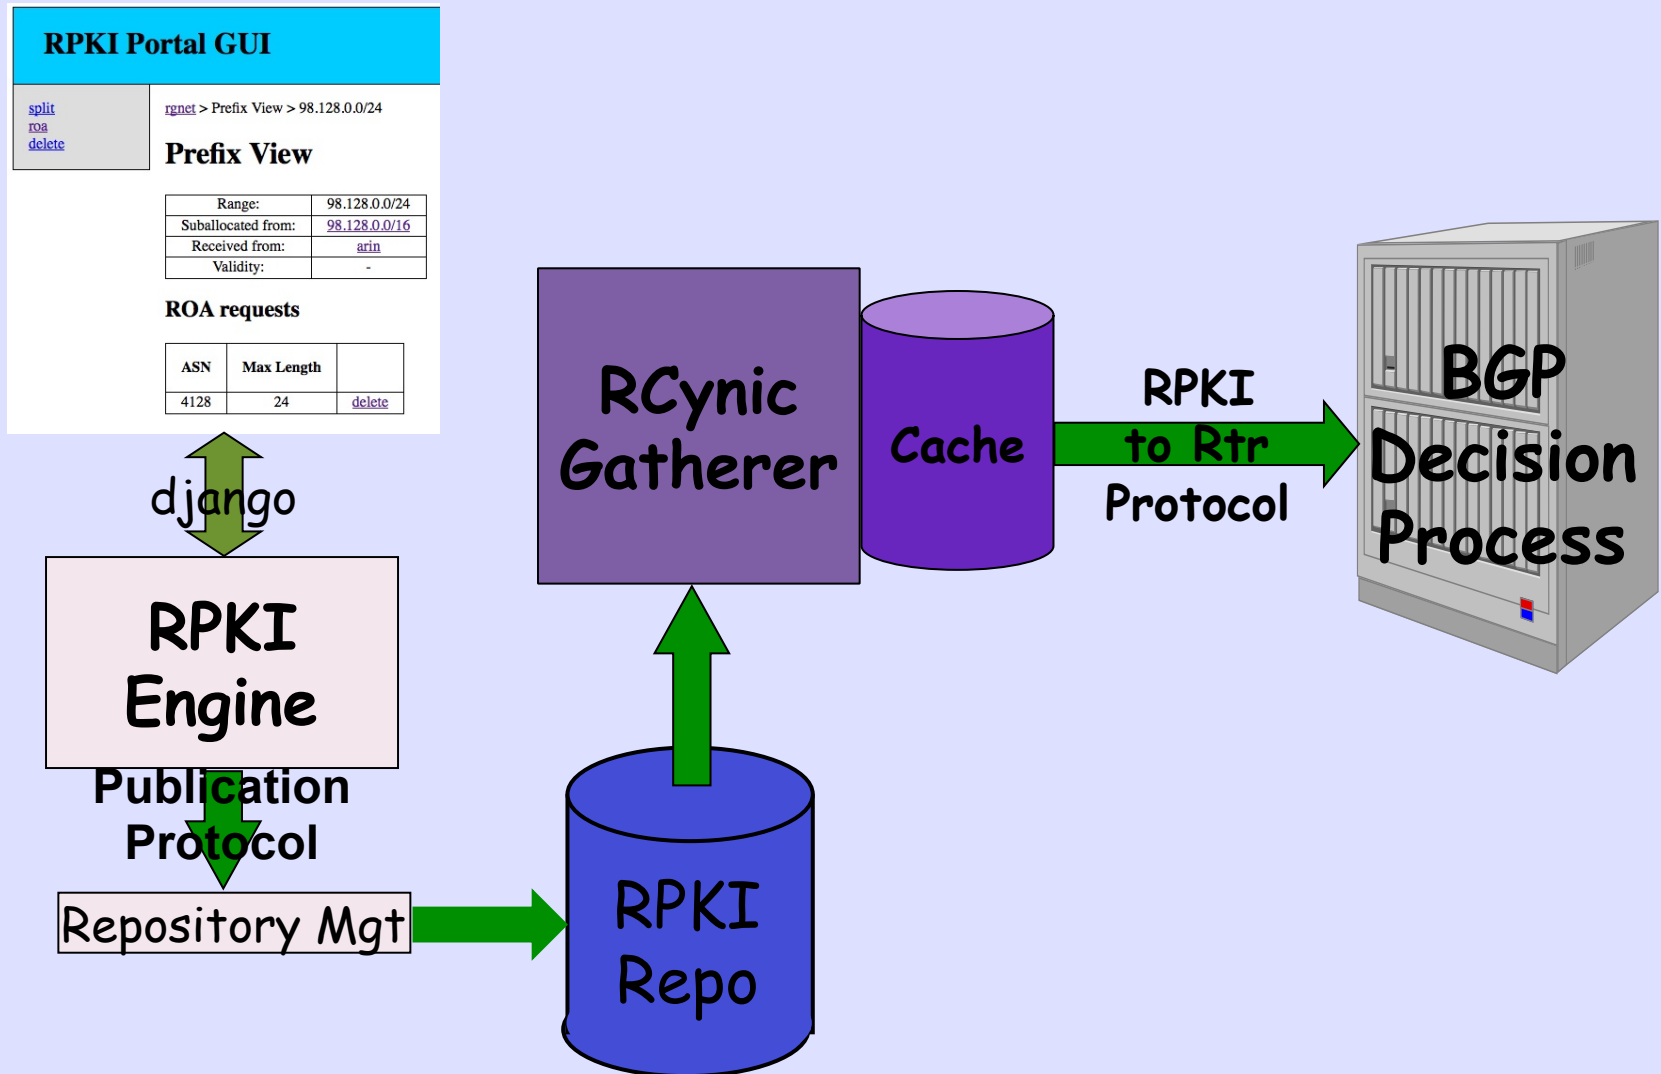 RPKI Portal GUI
split
roa
delete
rgnet > Prefix View > 98.128.0.0/24
Prefix View
Range: 98.128.0.0/24
Suballocated from: 98.128.0.0/16
Received from: arin
Validity: -
ROA requests
ASN Max Length
4128 24 delete
django
RPKI
Engine
Publication
Protocol
Repository Mgt
RPKI
Repo
RCynic
Gatherer
Cache
RPKI
to Rtr
Protocol
BGP
Decision
Process